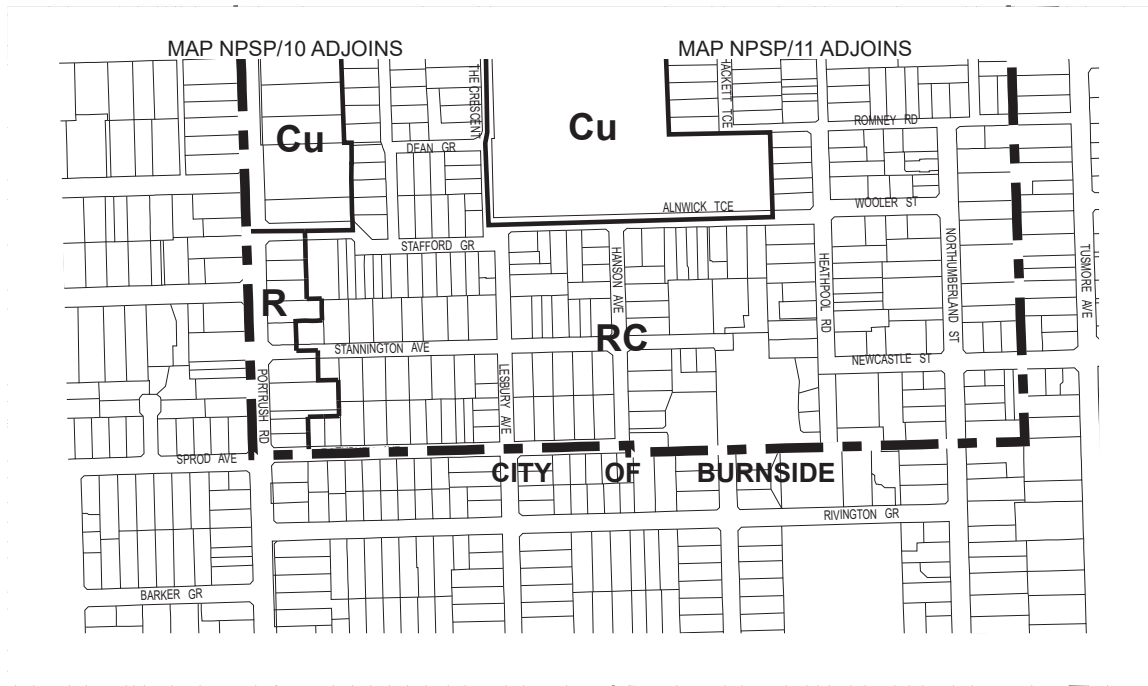 MAP NPSP/10 ADJOINS
MAP NPSP/11 ADJOINS
THE CRESCENT
HACKETT TCE
Cu
Cu
ROMNEY RD
DEAN GR
WOOLER ST
ALNWICK TCE
STAFFORD GR
HANSON AVE
HEATHPOOL RD
NORTHUMBERLAND ST
TUSMORE AVE
R
RC
STANNINGTON AVE
NEWCASTLE ST
PORTRUSH RD
LESBURY AVE
SPROD AVE
CITY OF BURNSIDE
RIVINGTON GR
BARKER GR